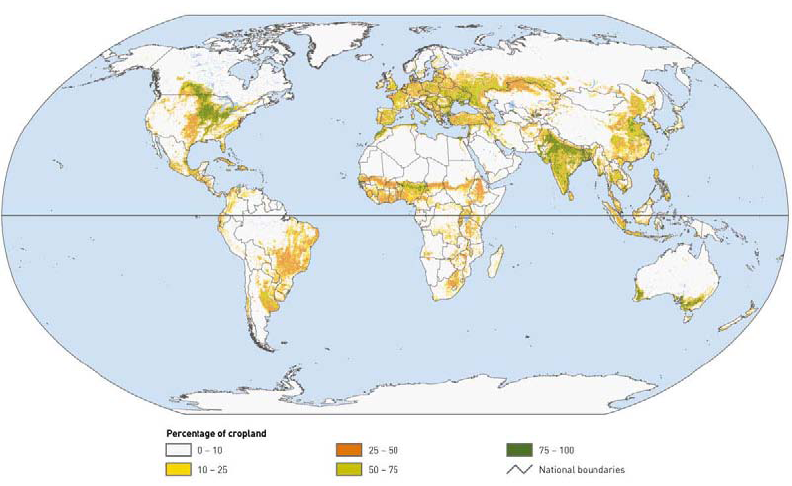 Percentage of cropland
0 – 10
25 – 50
75 – 100
10 – 25
50 – 75
National boundaries